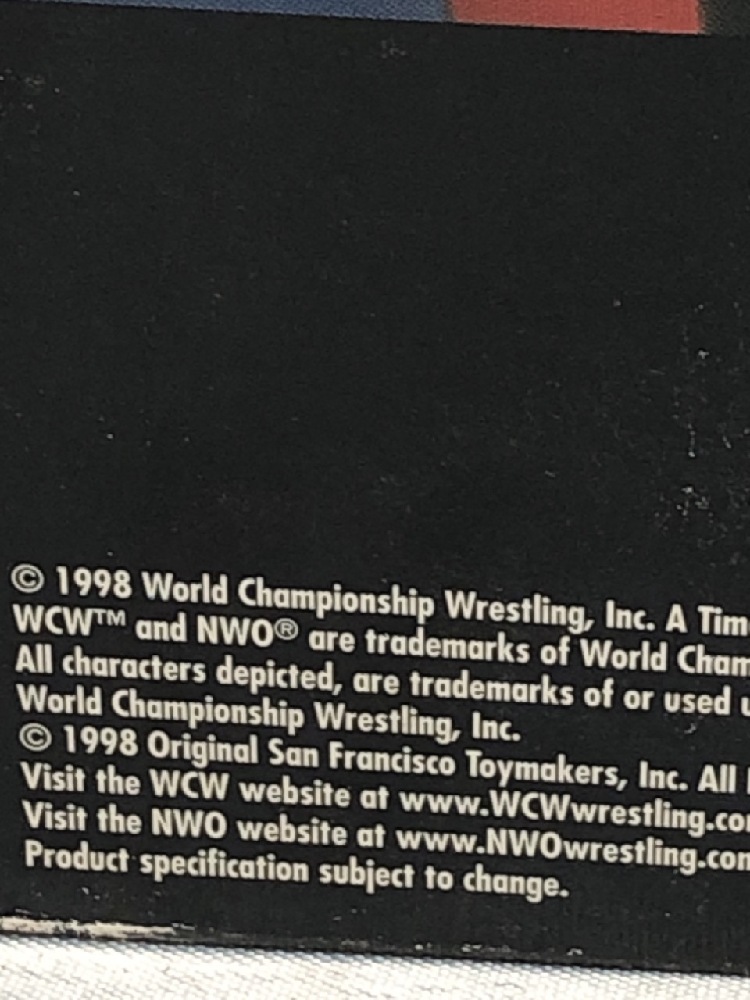 © 1998 World Championship Wrestling, Inc. A Tim
WCW™ and NWO® are trademarks of World Cham
All characters depicted, are trademarks of or used u
World Championship Wrestling, Inc.
© 1998 Original San Francisco Toymakers, Inc. All
Visit the WCW website at www.WCWwrestling.co
Visit the NWO website at www.NWOwrestling.com
Product specification subject to change.